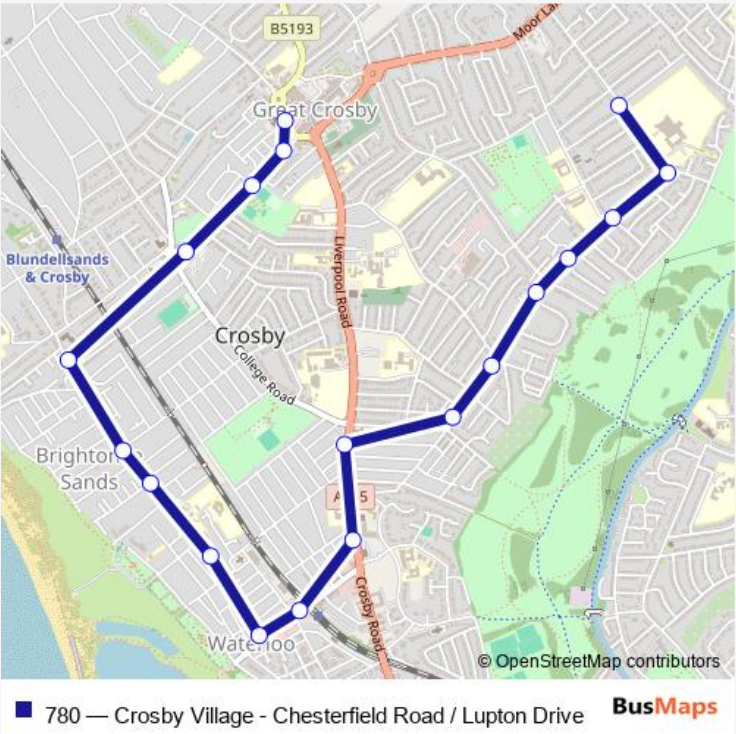 B5193
Moor La
Great Crosby
Blundellsands
& Crosby
Liverpool Road
Crosby
College Road
Brighton
Sands
A 5
Crosby Road
Waterloo
© OpenStreetMap contributors
780 — Crosby Village - Chesterfield Road / Lupton Drive
BusMaps